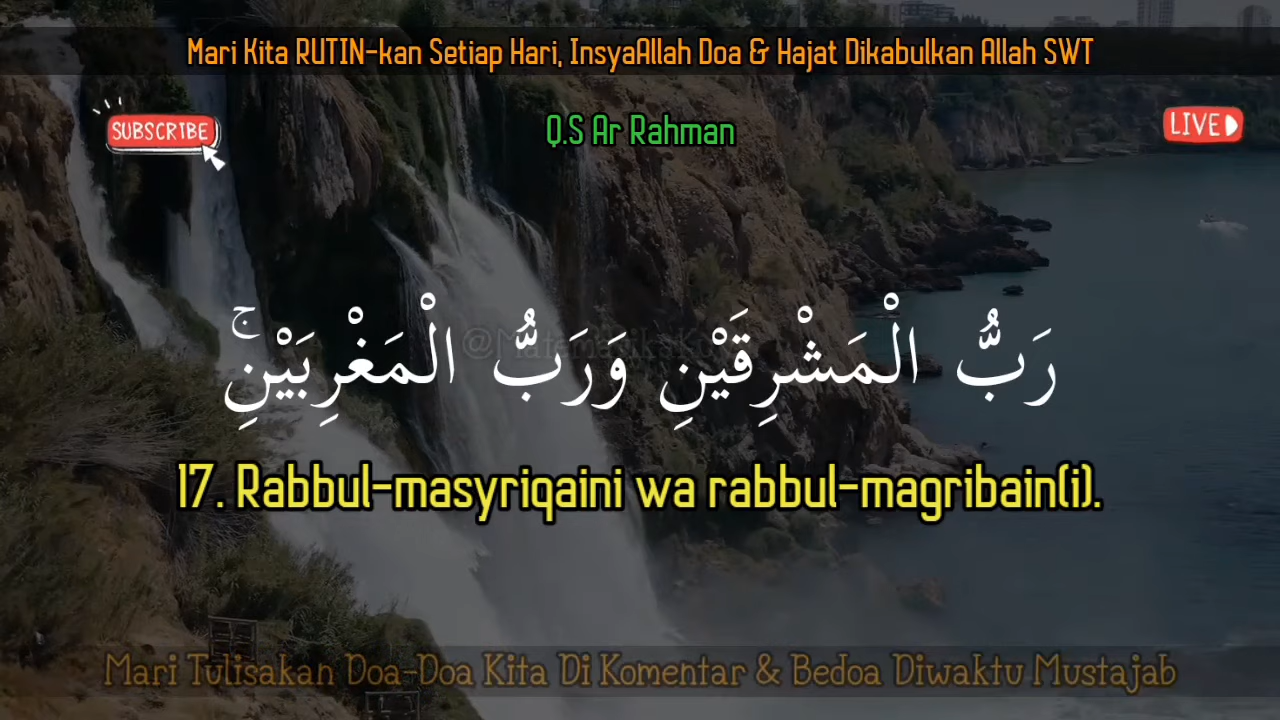 Mari Kita RUTIN-kan Setiap Hari, InsyaAllah Doa & Hajat Dikabulkan Allah SWT
SUBSCRIBE
Q.S Ar Rahman
LIVE
رَبُّ الْمَشْرِقَيْنِ وَرَبُّ الْمَغْرِبَيْنِۚ
17. Rabbul-masyriqaini wa rabbul-magribain(i).
Mari Tulisakan Doa-Doa Kita Di Komentar & Bedoa Diwaktu Mustajab